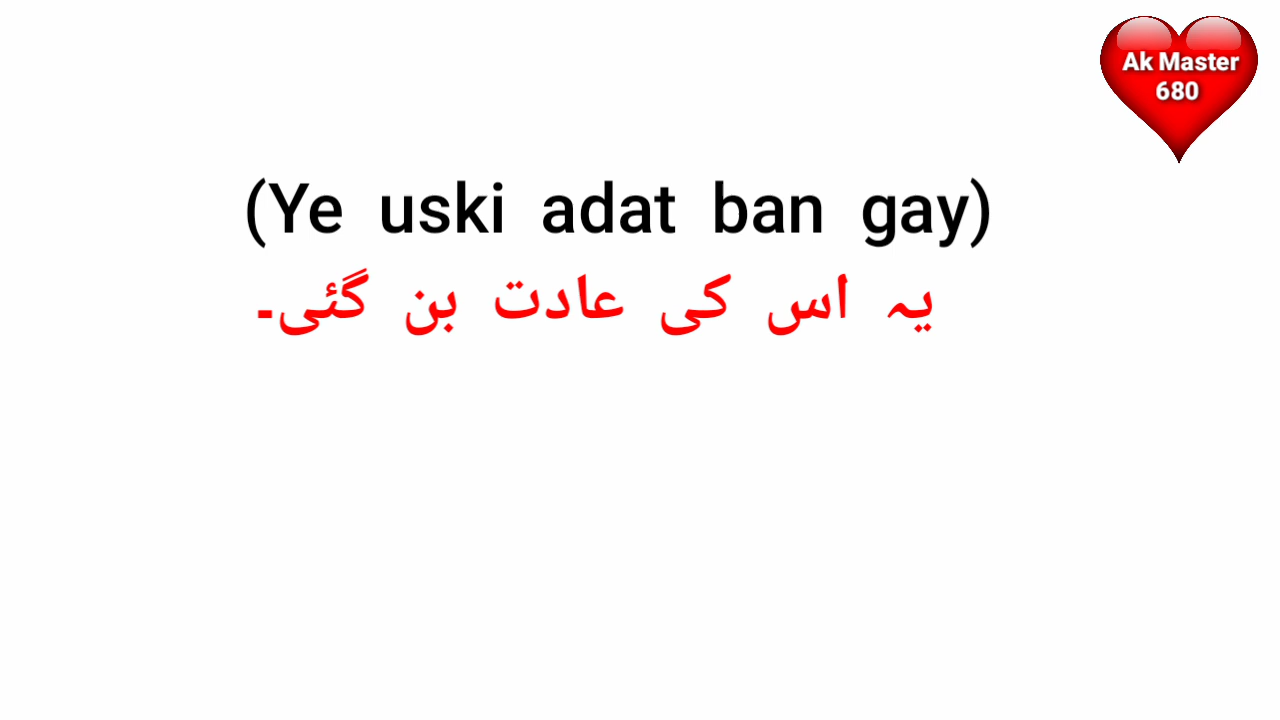 Ak Master
680
(Ye uski adat ban gay)
یہ اس کی عادت بن گئی۔